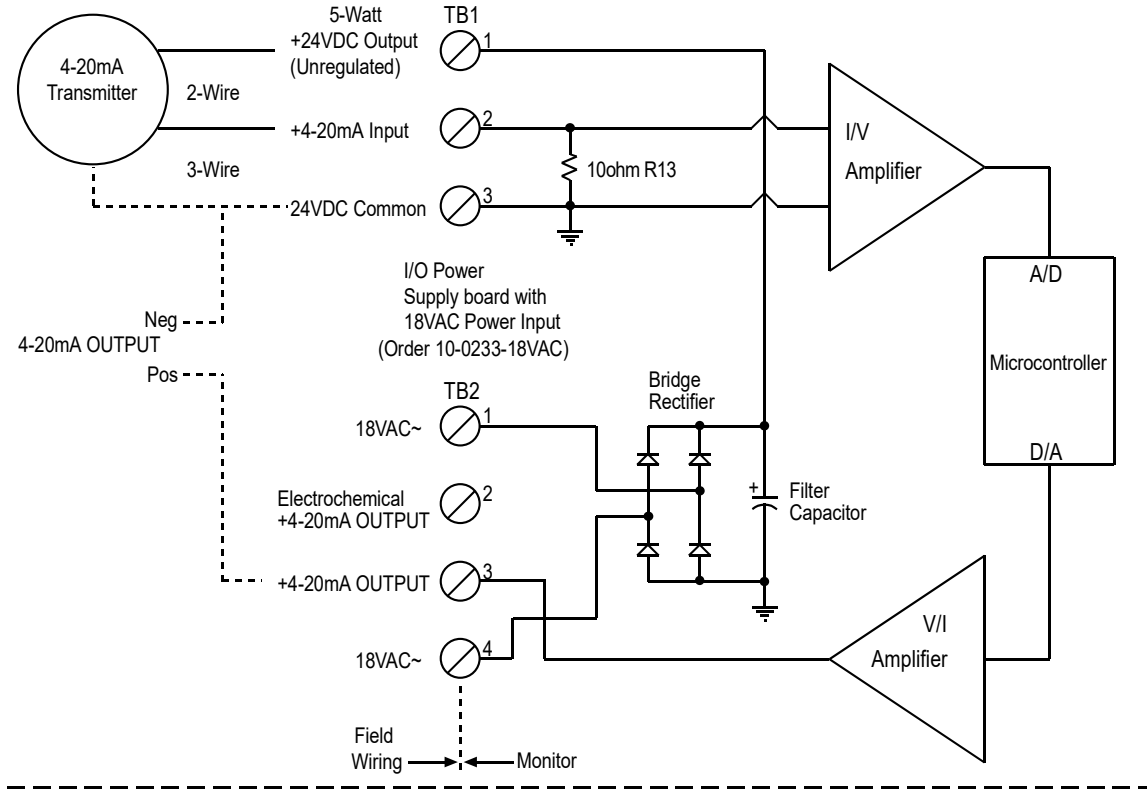 5-Watt
+24VDC Output
(Unregulated)
TB1
1
4-20mA
Transmitter
2-Wire
+4-20mA Input
2
3-Wire
10ohm R13
I/V
Amplifier
24VDC Common
3
A/D
Microcontroller
D/A
I/O Power
Supply board with
18VAC Power Input
(Order 10-0233-18VAC)
Neg
4-20mA OUTPUT
Pos
TB2
1
18VAC~
Bridge
Rectifier
Electrochemical
+4-20mA OUTPUT
2
+
Filter
Capacitor
+4-20mA OUTPUT
3
V/I
Amplifier
18VAC~
4
Field
Wiring
Monitor